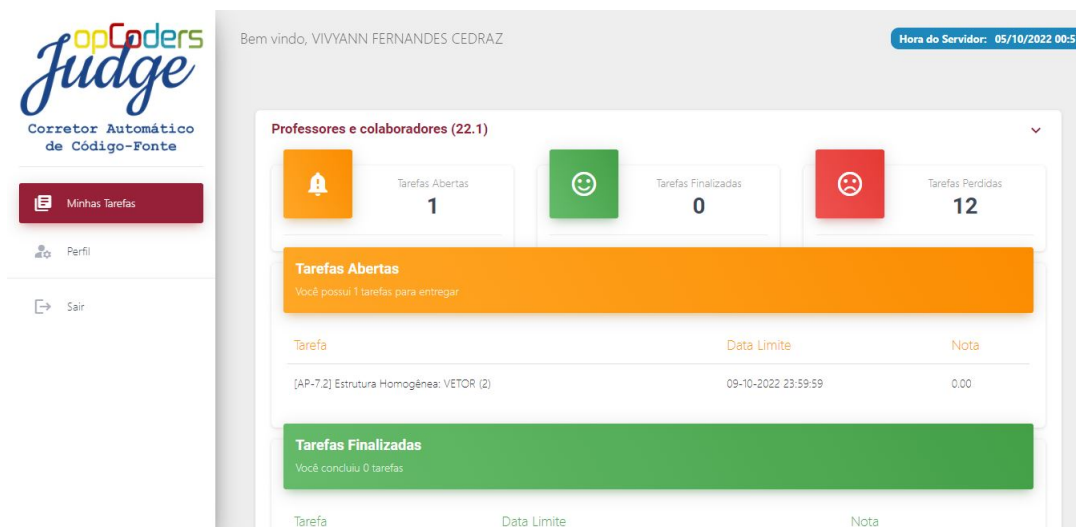 opCoders
Judge
Corretor Automático
de Código-Fonte
Minhas Tarefas
Perfil
Sair
Bem vindo, VIVYANN FERNANDES CEDRAZ
Hora do Servidor: 05/10/2022 00:5
Professores e colaboradores (22.1)
Tarefas Abertas
1
Tarefas Finalizadas
0
Tarefas Perdidas
12
Tarefas Abertas
Você possui 1 tarefas para entregar
Tarefa Data Limite Nota
[AP-7.2] Estrutura Homogênea: VETOR (2) 09-10-2022 23:59:59 0.00
Tarefas Finalizadas
Você concluiu 0 tarefas
Tarefa Data Limite Nota